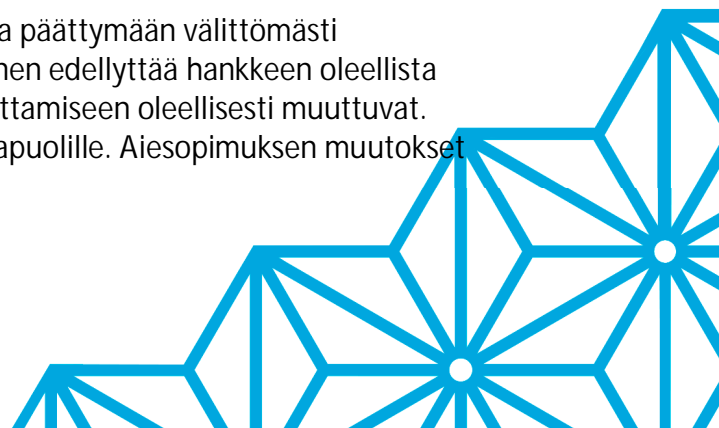 a päättymään välittömästi
nen edellyttää hankkeen oleellista
ttamiseen oleellisesti muuttuvat.
apuolille. Aiesopimuksen muutokset